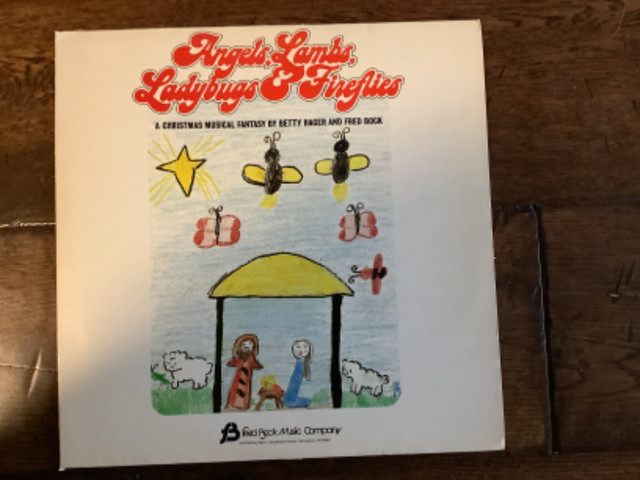 Angels, Lambs,
Ladybugs & Fireflies
A CHRISTMAS MUSICAL FANTASY BY BETTY HAGER AND FRED BOCK
Fred Bock Music Company